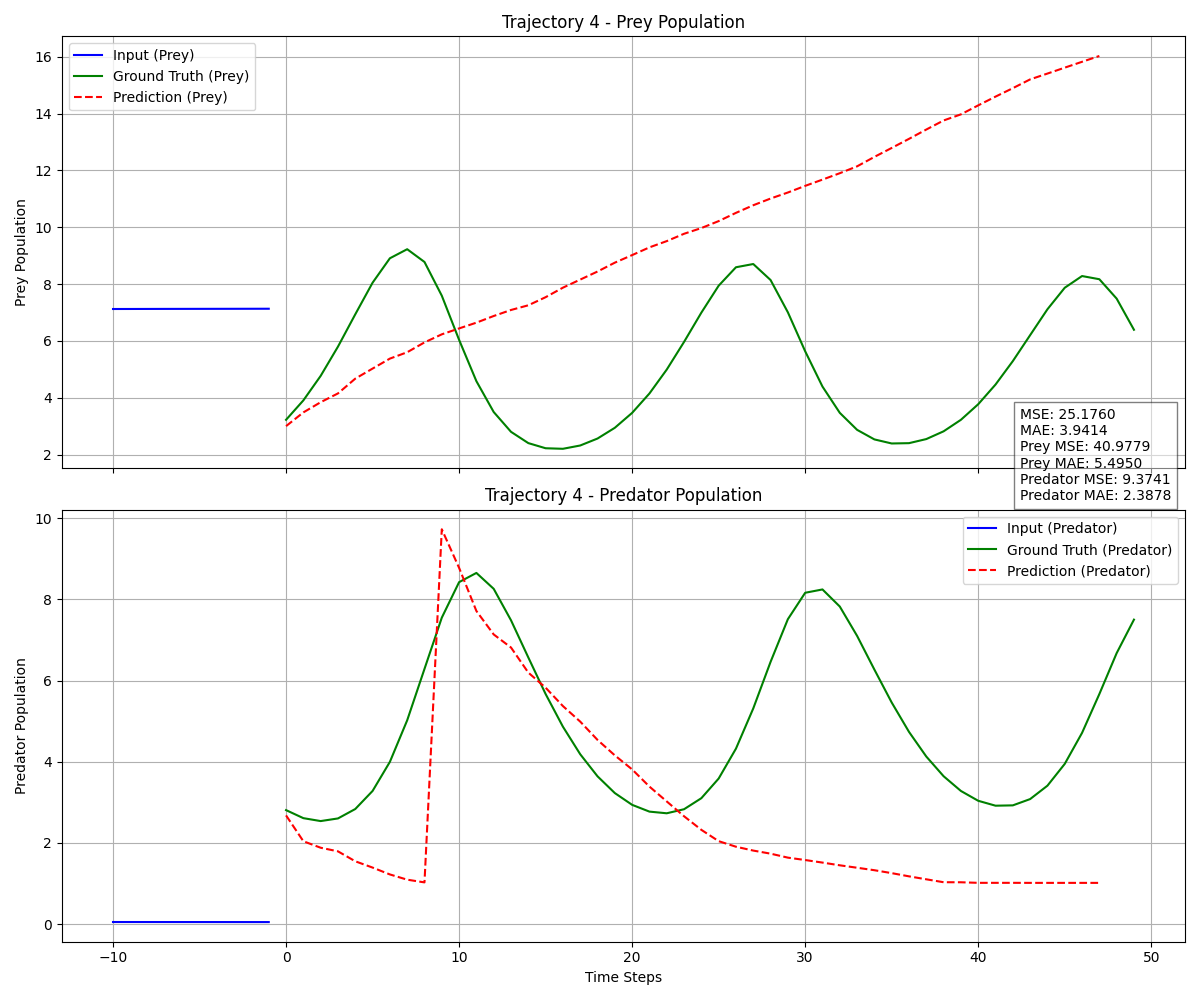 Trajectory 4 - Prey Population
Input (Prey)
Ground Truth (Prey)
Prediction (Prey)
Prey Population
16
14
12
10
8
6
4
2
MSE: 25.1760
MAE: 3.9414
Prey MSE: 40.9779
Prey MAE: 5.4950
Predator MSE: 9.3741
Predator MAE: 2.3878
Trajectory 4 - Predator Population
Input (Predator)
Ground Truth (Predator)
Prediction (Predator)
Predator Population
10
8
6
4
2
0
−10 0 10 20 30 40 50
Time Steps